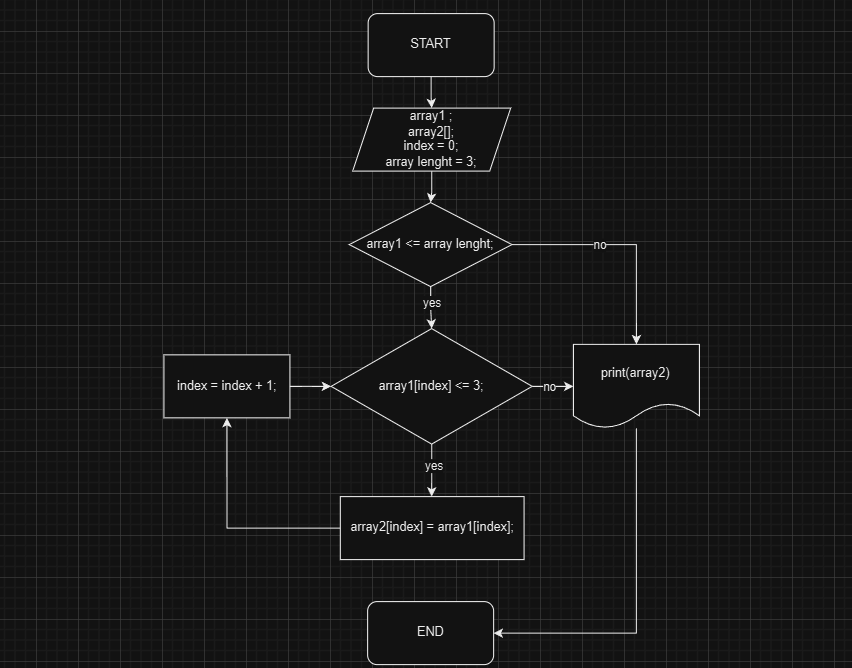 START
array1 ;
array2[];
index = 0;
array lenght = 3;
array1 <= array lenght;
no
yes
print(array2)
index = index + 1;
array1[index] <= 3;
no
yes
array2[index] = array1[index];
END